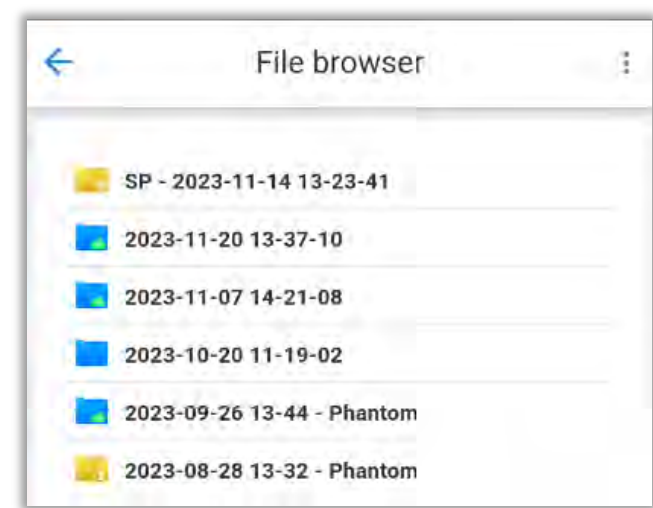 File browser
SP - 2023-11-14 13-23-41
2023-11-20 13-37-10
2023-11-07 14-21-08
2023-10-20 11-19-02
2023-09-26 13-44 - Phantom
2023-08-28 13-32 - Phantom